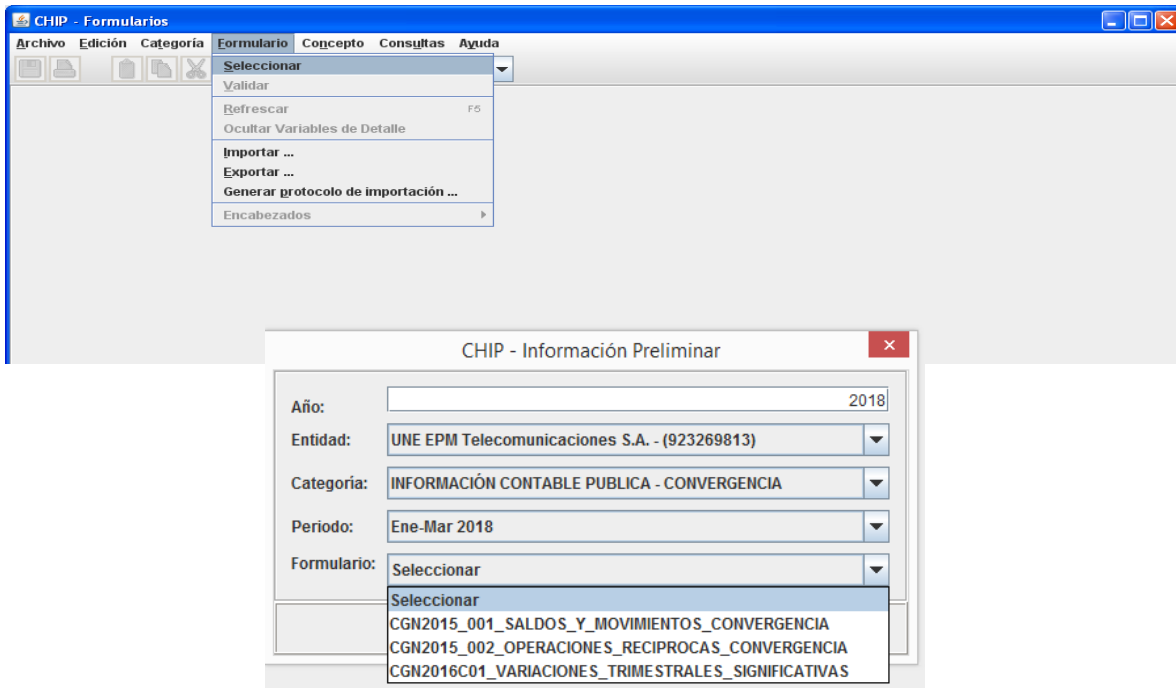 CHIP - Formularios
Archivo Edición Categoría Formulario Concepto Consultas Ayuda
Seleccionar
Validar
Refrescar F5
Ocultar Variables de Detalle
Importar ...
Exportar ...
Generar protocolo de importación ...
Encabezados
CHIP - Información Preliminar
Año: 2018
Entidad: UNE EPM Telecomunicaciones S.A. - (923269813)
Categoría: INFORMACIÓN CONTABLE PUBLICA - CONVERGENCIA
Periodo: Ene-Mar 2018
Formulario: Seleccionar
Seleccionar
CGN2015_001_SALDOS_Y_MOVIMIENTOS_CONVERGENCIA
CGN2015_002_OPERACIONES_RECIPROCAS_CONVERGENCIA
CGN2016C01_VARIACIONES_TRIMESTRALES_SIGNIFICATIVAS